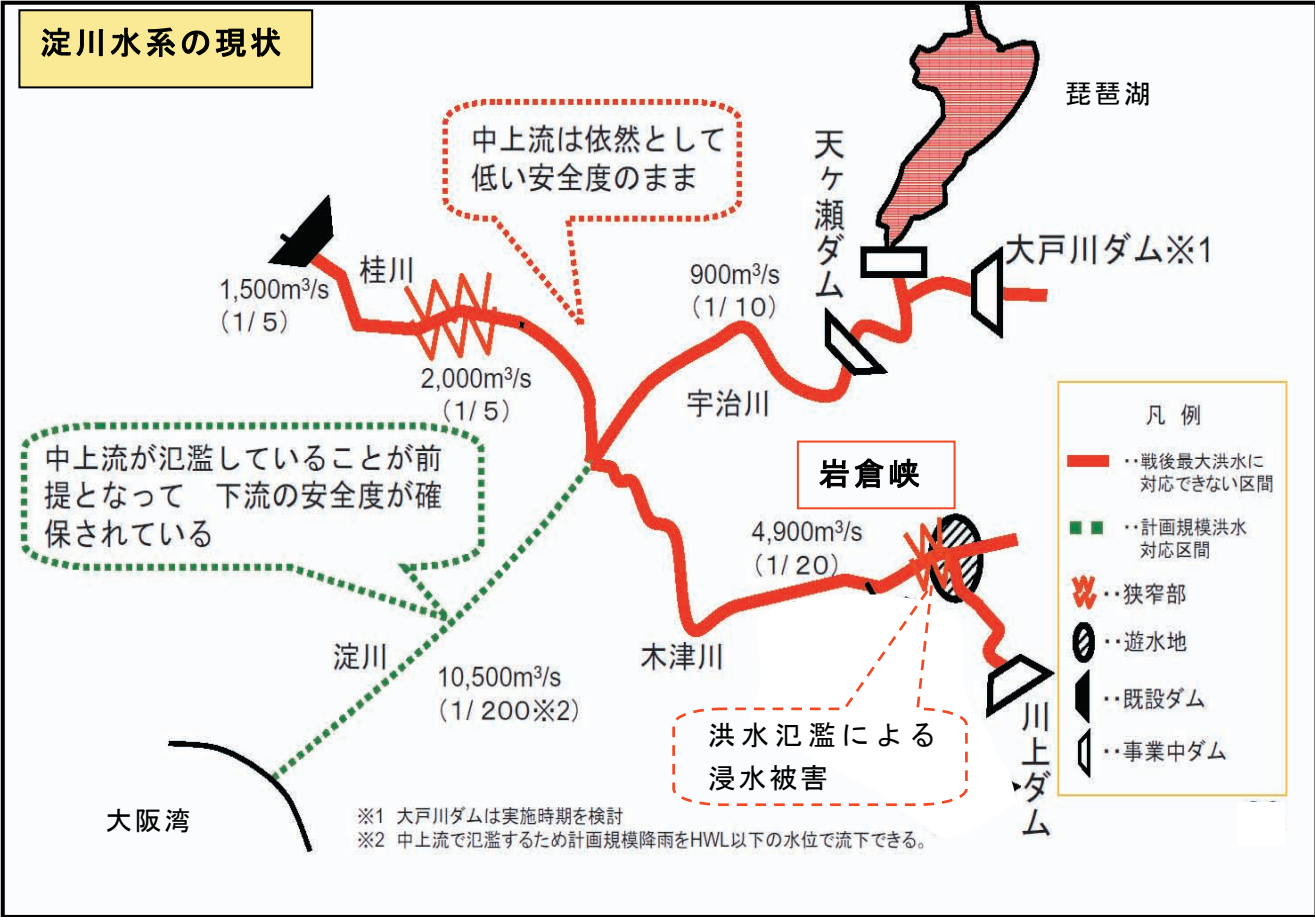 淀川水系の現状
琵琶湖
中上流は依然として
低い安全度のまま
天ヶ瀬ダム
大戸川ダム※1
桂川
1,500m³/s
（1/5）
900m³/s
（1/10）
2,000m³/s
（1/5）
宇治川
中上流が氾濫していることが前
提となって　下流の安全度が確
保されている
岩倉峡
4,900m³/s
（1/20）
淀川
10,500m³/s
（1/200※2）
木津川
洪水氾濫による
浸水被害
川上ダム
大阪湾
凡 例
‥戦後最大洪水に
対応できない区間
‥計画規模洪水
対応区間
‥狭窄部
‥遊水地
‥既設ダム
‥事業中ダム
※1 大戸川ダムは実施時期を検討
※2 中上流で氾濫するため計画規模降雨をHWL以下の水位で流下できる。